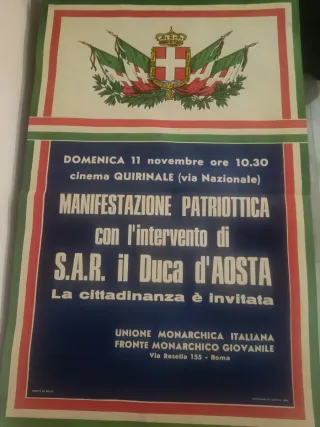 DOMENICA 11 novembre ore 10.30
cinema QUIRINALE (via Nazionale)
MANIFESTAZIONE PATRIOTTICA
con l'intervento di
S.A.R. il Duca d'AOSTA
La cittadinanza è invitata
UNIONE MONARCHICA ITALIANA
FRONTE MONARCHICO GIOVANILE
Via Rasella 155 - Roma